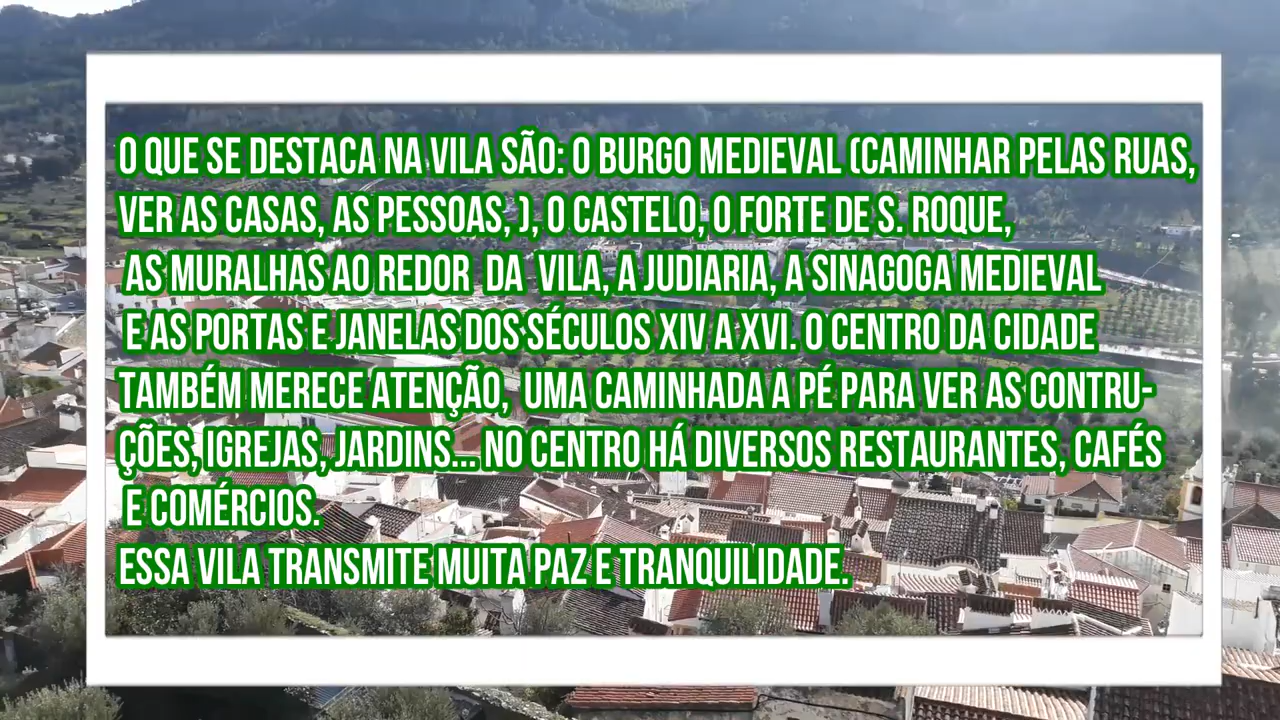 O QUE SE DESTACA NA VILA SÃO: O BURGO MEDIEVAL (CAMINHAR PELAS RUAS,
VER AS CASAS, AS PESSOAS, ), O CASTELO, O FORTE DE S. ROQUE,
AS MURALHAS AO REDOR DA VILA, A JUDIARIA, A SINAGOGA MEDIEVAL
E AS PORTAS E JANELAS DOS SÉCULOS XIV A XVI. O CENTRO DA CIDADE
TAMBÉM MERECE ATENÇÃO, UMA CAMINHADA A PÉ PARA VER AS CONTRU-
ÇÕES, IGREJAS, JARDINS... NO CENTRO HÁ DIVERSOS RESTAURANTES, CAFÉS
E COMÉRCIOS.
ESSA VILA TRANSMITE MUITA PAZ E TRANQUILIDADE.